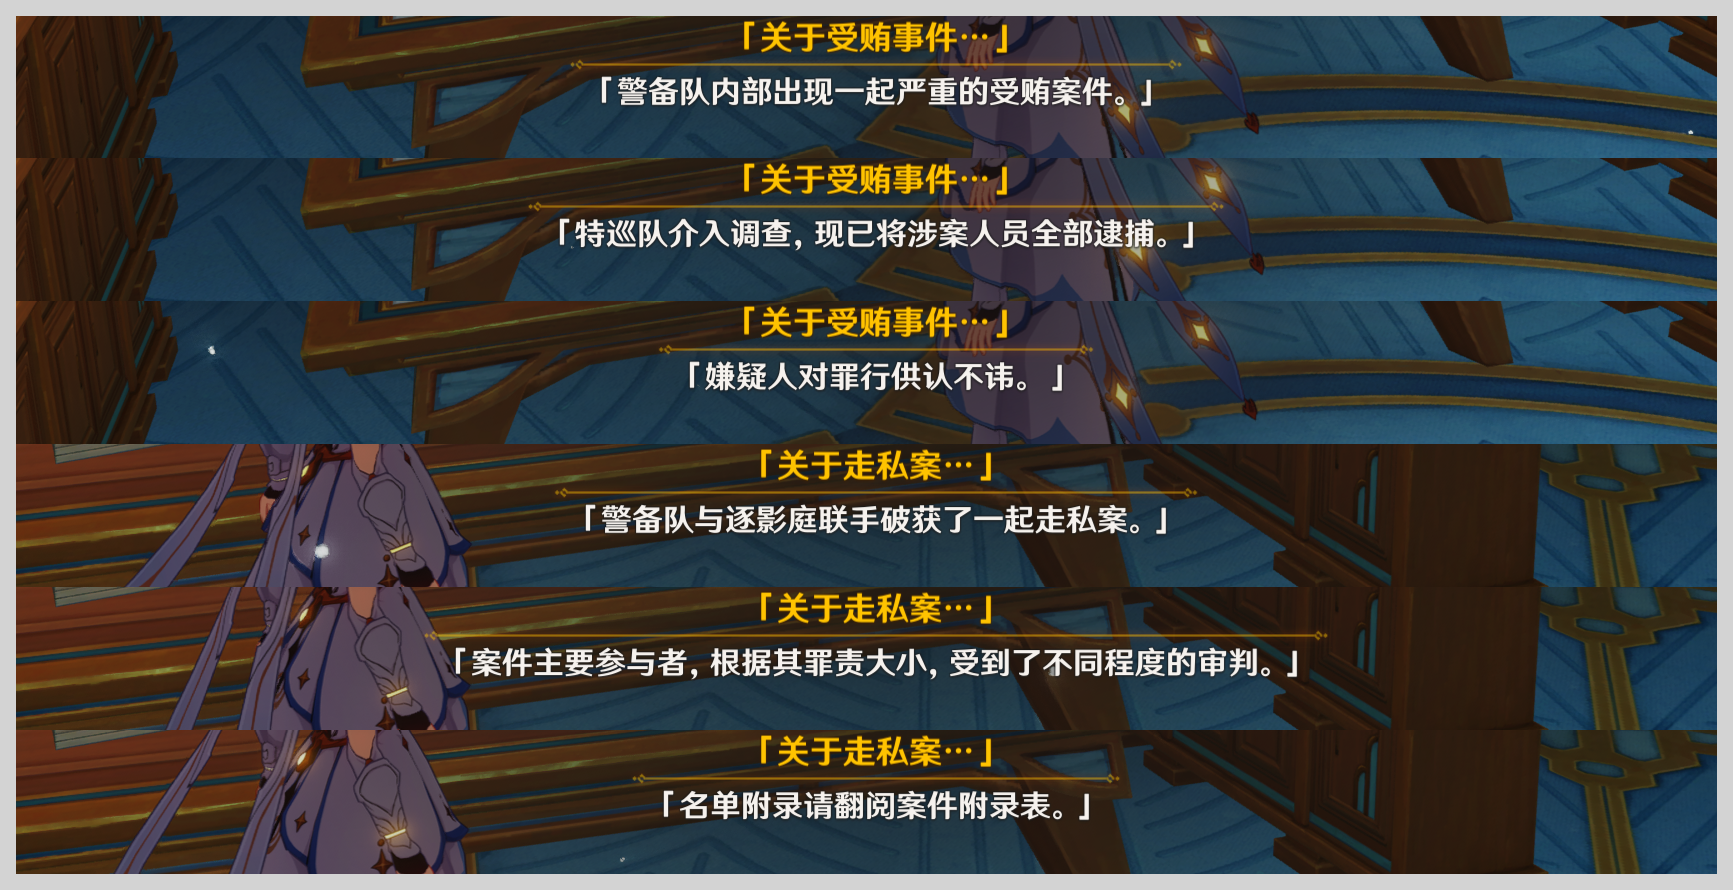 「关于受贿事件…」
「警备队内部出现一起严重的受贿案件。」
「关于受贿事件…」
「特巡队介入调查，现已将涉案人员全部逮捕。」
「关于受贿事件…」
「嫌疑人对罪行供认不讳。」
「关于走私案…」
「警备队与逐影庭联手破获了一起走私案。」
「关于走私案…」
「案件主要参与者，根据其罪责大小，受到了不同程度的审判。」
「关于走私案…」
「名单附录请翻阅案件附录表。」